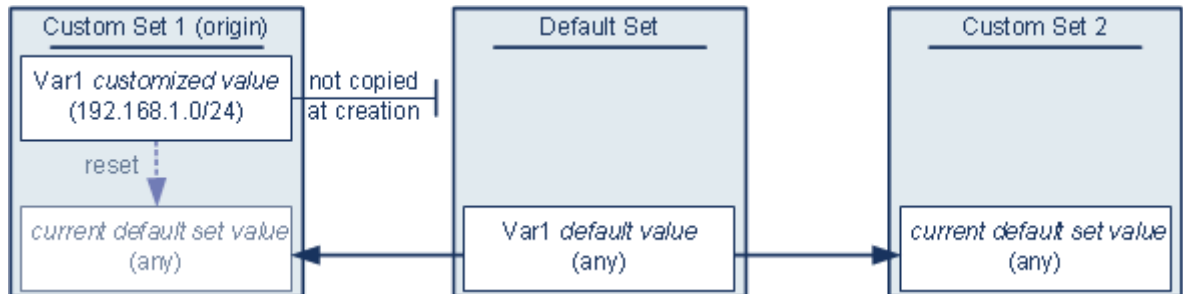 Custom Set 1 (origin)
Default Set
Custom Set 2
Var1 customized value
(192.168.1.0/24)
not copied
at creation
reset
current default set value
(any)
Var1 default value
(any)
current default set value
(any)